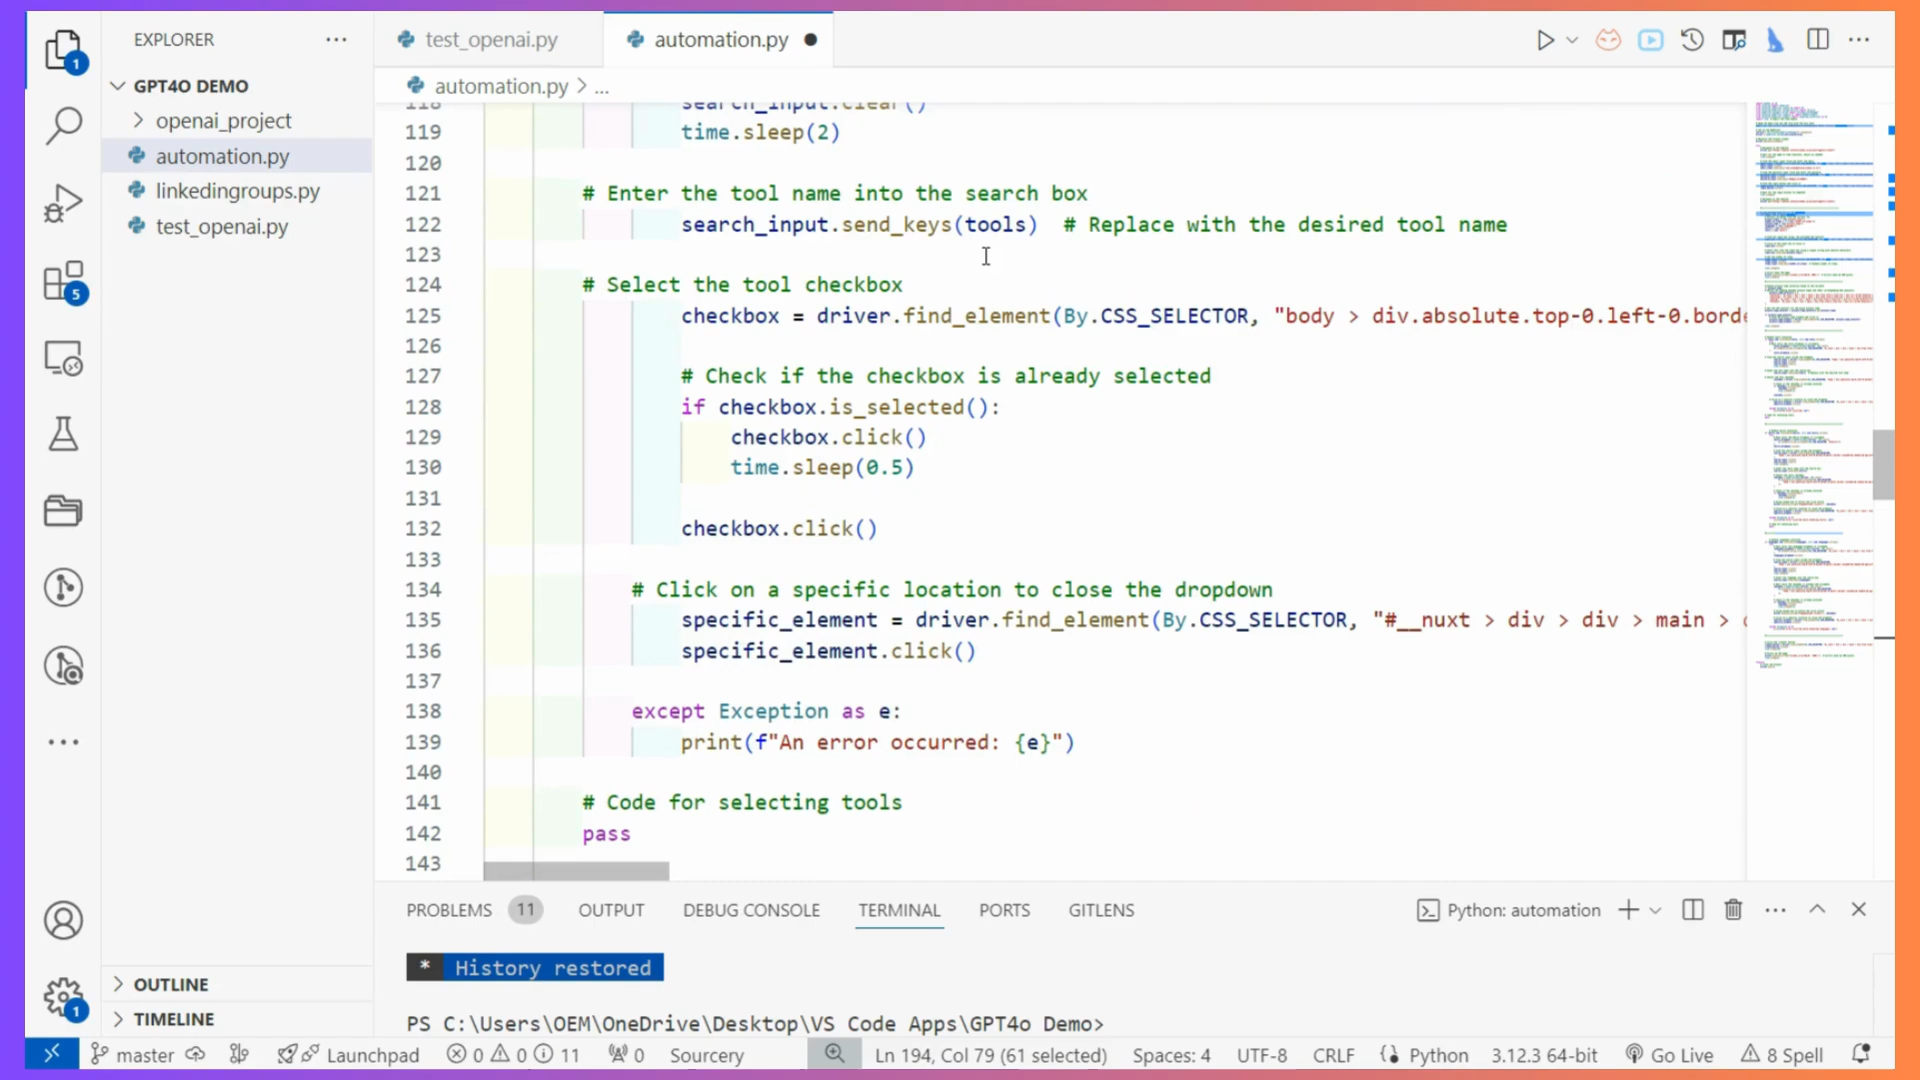 EXPLORER
test_openai.py
automation.py
GPT4O DEMO
openai_project
automation.py
linkedingroups.py
test_openai.py
automation.py > ...
118 search_input.clear()
119 time.sleep(2)
120
121 # Enter the tool name into the search box
122 search_input.send_keys(tools) # Replace with the desired tool name
123
124 # Select the tool checkbox
125 checkbox = driver.find_element(By.CSS_SELECTOR, "body > div.absolute.top-0.left-0.borde
126
127 # Check if the checkbox is already selected
128 if checkbox.is_selected():
129 checkbox.click()
130 time.sleep(0.5)
131
132 checkbox.click()
133
134 # Click on a specific location to close the dropdown
135 specific_element = driver.find_element(By.CSS_SELECTOR, "#__nuxt > div > div > main >
136 specific_element.click()
137
138 except Exception as e:
139 print(f"An error occurred: {e}")
140
141 # Code for selecting tools
142 pass
143
PROBLEMS 11 OUTPUT DEBUG CONSOLE TERMINAL PORTS GITLENS
Python: automation
* History restored
PS C:\Users\OEM\OneDrive\Desktop\VS Code Apps\GPT4o Demo>
OUTLINE
TIMELINE
1
5
1
master Launchpad 0 0 11 0 Sourcery Ln 194, Col 79 (61 selected) Spaces: 4 UTF-8 CRLF Python 3.12.3 64-bit Go Live 8 Spell